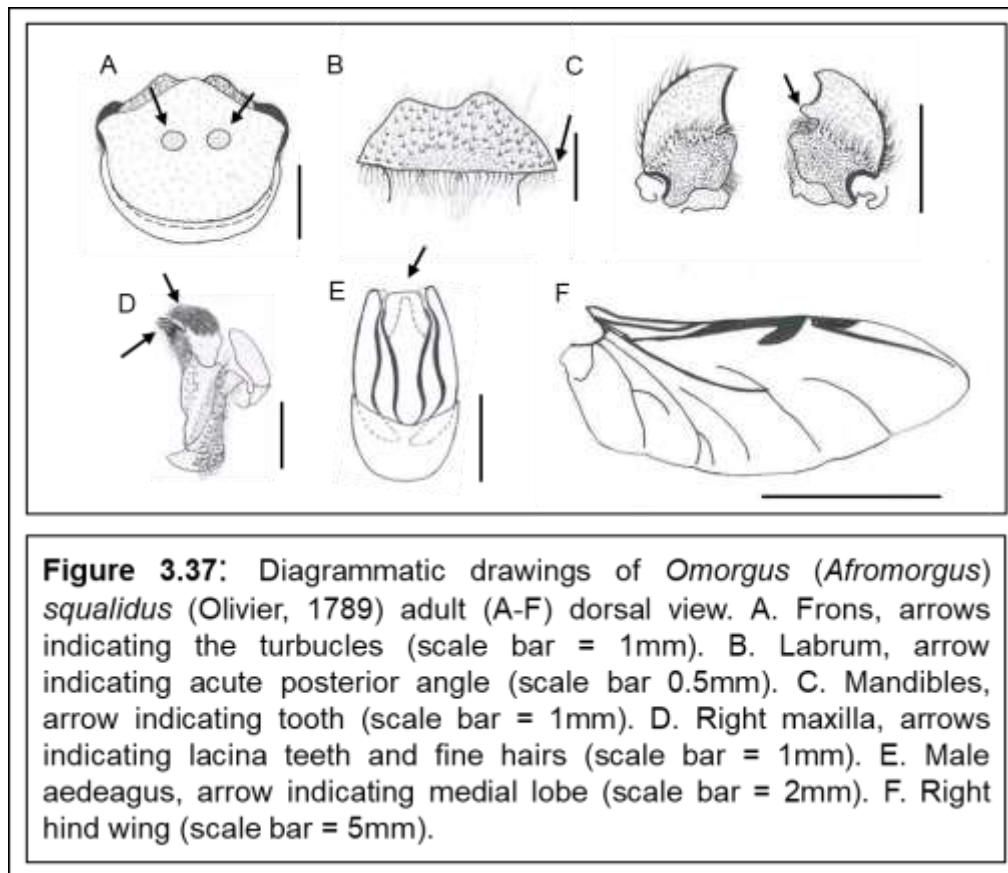 A
B
C
D
E
F
Figure 3.37: Diagrammatic drawings of Omorgus (Afromorgus)
squalidus (Olivier, 1789) adult (A-F) dorsal view. A. Frons, arrows
indicating the turbucles (scale bar = 1mm). B. Labrum, arrow
indicating acute posterior angle (scale bar 0.5mm). C. Mandibles,
arrow indicating tooth (scale bar = 1mm). D. Right maxilla, arrows
indicating lacina teeth and fine hairs (scale bar = 1mm). E. Male
aedeagus, arrow indicating medial lobe (scale bar = 2mm). F. Right
hind wing (scale bar = 5mm).